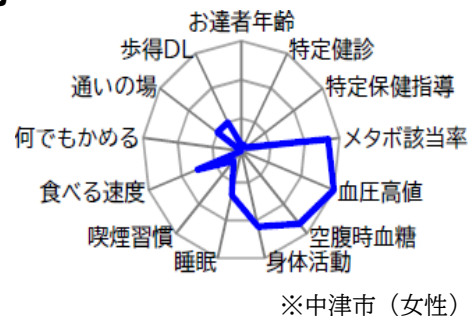 お達者年齢
歩得DL
特定健診
通いの場
特定保健指導
何でもかめる
メタボ該当率
食べる速度
血圧高値
喫煙習慣
空腹時血糖
睡眠
身体活動
※中津市（女性）